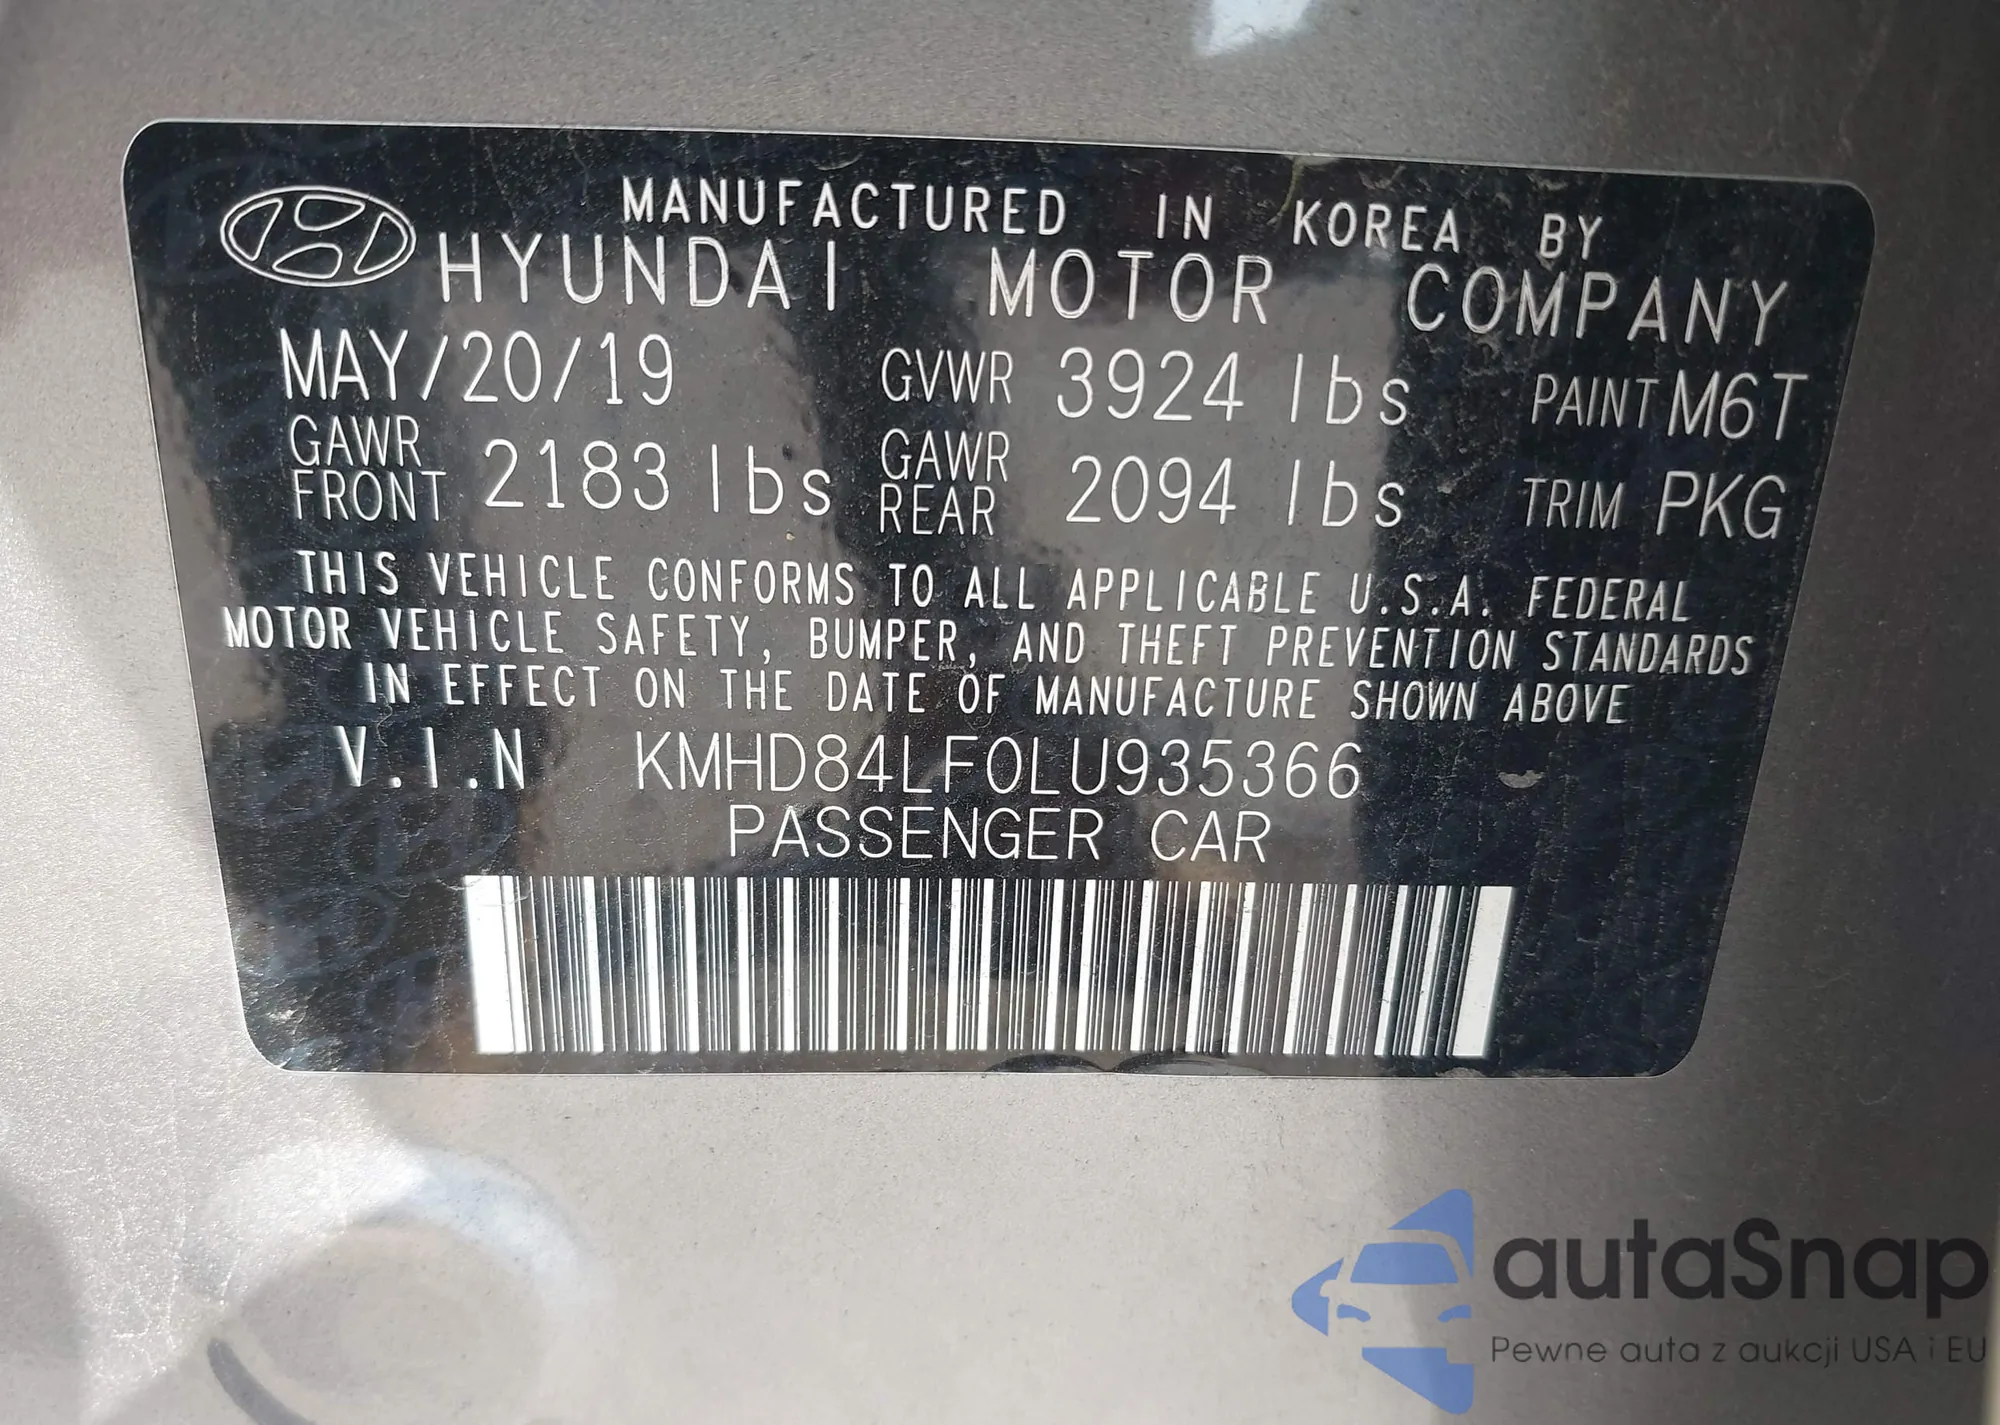 MANUFACTURED IN KOREA BY
HYUNDAI MOTOR COMPANY
MAY/20/19 GVWR 3924 lbs PAINT M6T
GAWR FRONT 2183 lbs GAWR REAR 2094 lbs TRIM PKG
THIS VEHICLE CONFORMS TO ALL APPLICABLE U.S.A. FEDERAL
MOTOR VEHICLE SAFETY, BUMPER, AND THEFT PREVENTION STANDARDS
IN EFFECT ON THE DATE OF MANUFACTURE SHOWN ABOVE
V.I.N KMHD84LF0LU935366
PASSENGER CAR
autaSnap
Pewne auta z aukcji USA i EU